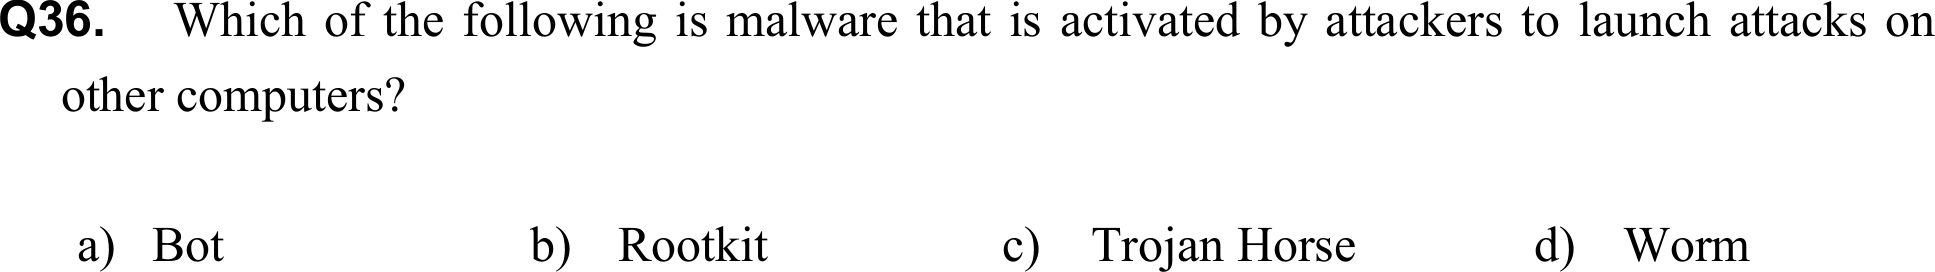 Q36. Which of the following is malware that is activated by attackers to launch attacks on
other computers?
a) Bot b) Rootkit c) Trojan Horse d) Worm